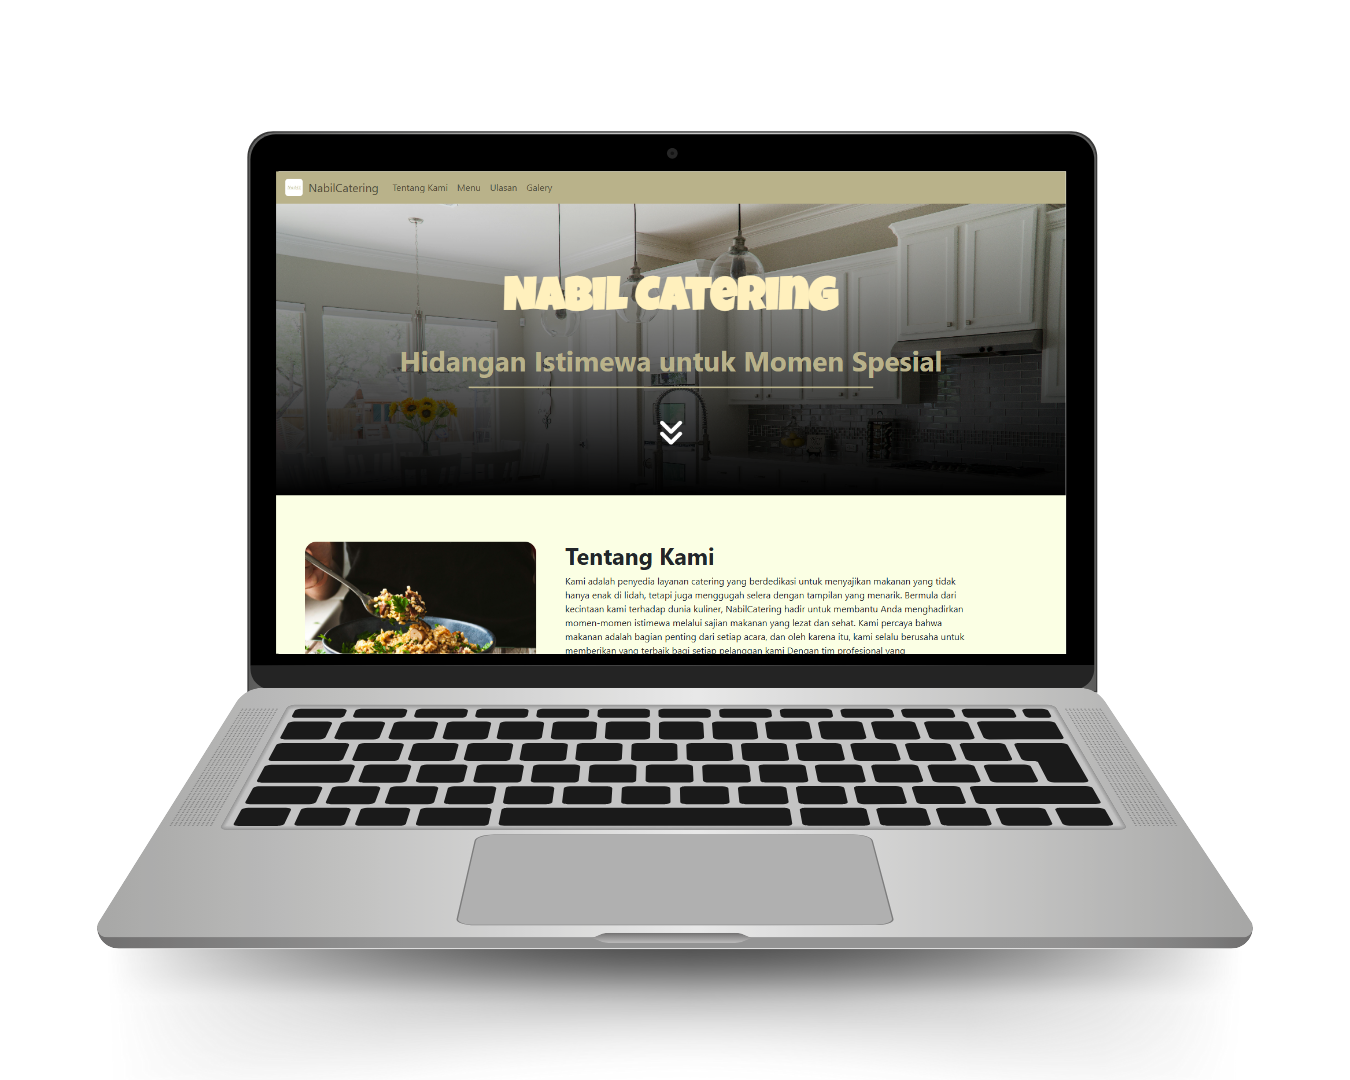 NabilCatering Tentang Kami Menu Ulasan Galery
NABIL CATERING
Hidangan Istimewa untuk Momen Spesial
Tentang Kami
Kami adalah penyedia layanan catering yang berdedikasi untuk menyajikan makanan yang tidak
hanya enak di lidah, tetapi juga menggugah selera dengan tampilan yang menarik. Bermula dari
kecintaan kami terhadap dunia kuliner, NabilCatering hadir untuk membantu Anda menghadirkan
momen-momen istimewa melalui sajian makanan yang lezat dan sehat. Kami percaya bahwa
makanan adalah bagian penting dari setiap acara, dan oleh karena itu, kami selalu berusaha untuk
memberikan yang terbaik bagi setiap pelanggan kami Dengan tim profesional yang